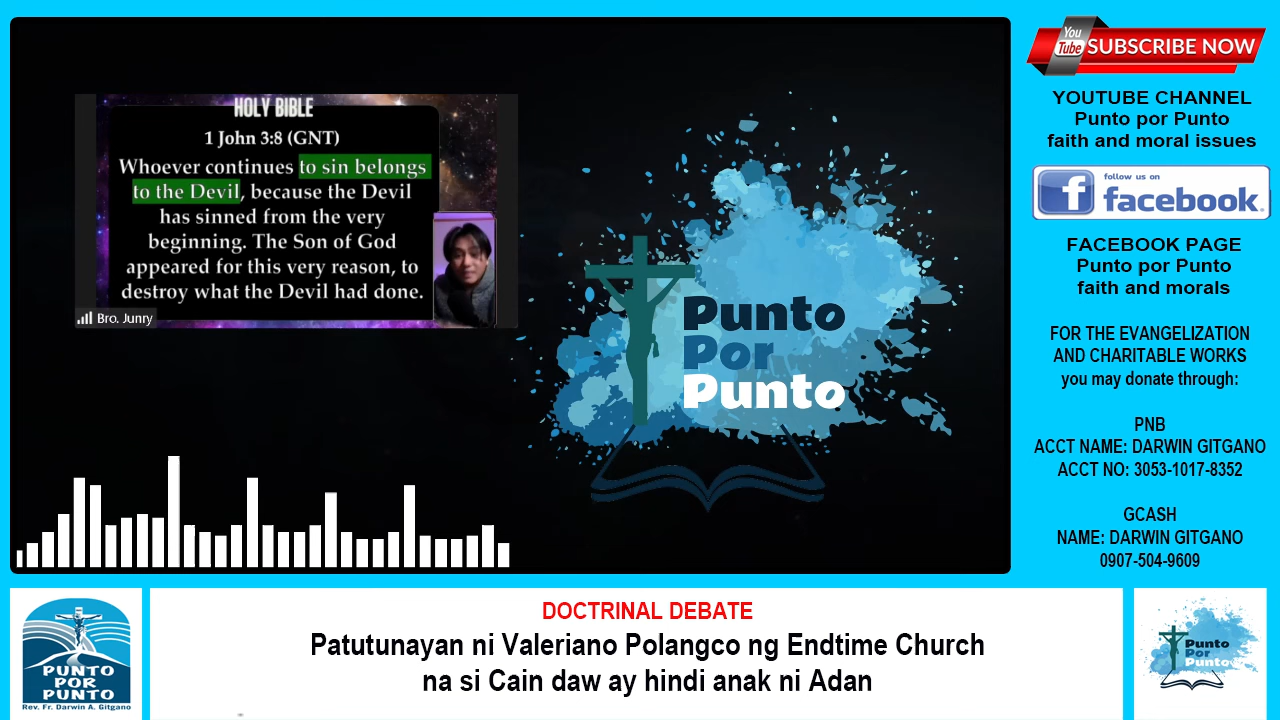 HOLY BIBLE
1 John 3:8 (GNT)
Whoever continues to sin belongs
to the Devil, because the Devil
has sinned from the very
beginning. The Son of God
appeared for this very reason, to
destroy what the Devil had done.
Bro. Junry
Punto
Por
Punto
You
Tube
SUBSCRIBE NOW
YOUTUBE CHANNEL
Punto por Punto
faith and moral issues
follow us on
facebook
FACEBOOK PAGE
Punto por Punto
faith and morals
FOR THE EVANGELIZATION
AND CHARITABLE WORKS
you may donate through:
PNB
ACCT NAME: DARWIN GITGANO
ACCT NO: 3053-1017-8352
GCASH
NAME: DARWIN GITGANO
0907-504-9609
PUNTO
POR
PUNTO
Rev. Fr. Darwin A. Gitgano
DOCTRINAL DEBATE
Patutunayan ni Valeriano Polangco ng Endtime Church
na si Cain daw ay hindi anak ni Adan
Punto
Por
Punto